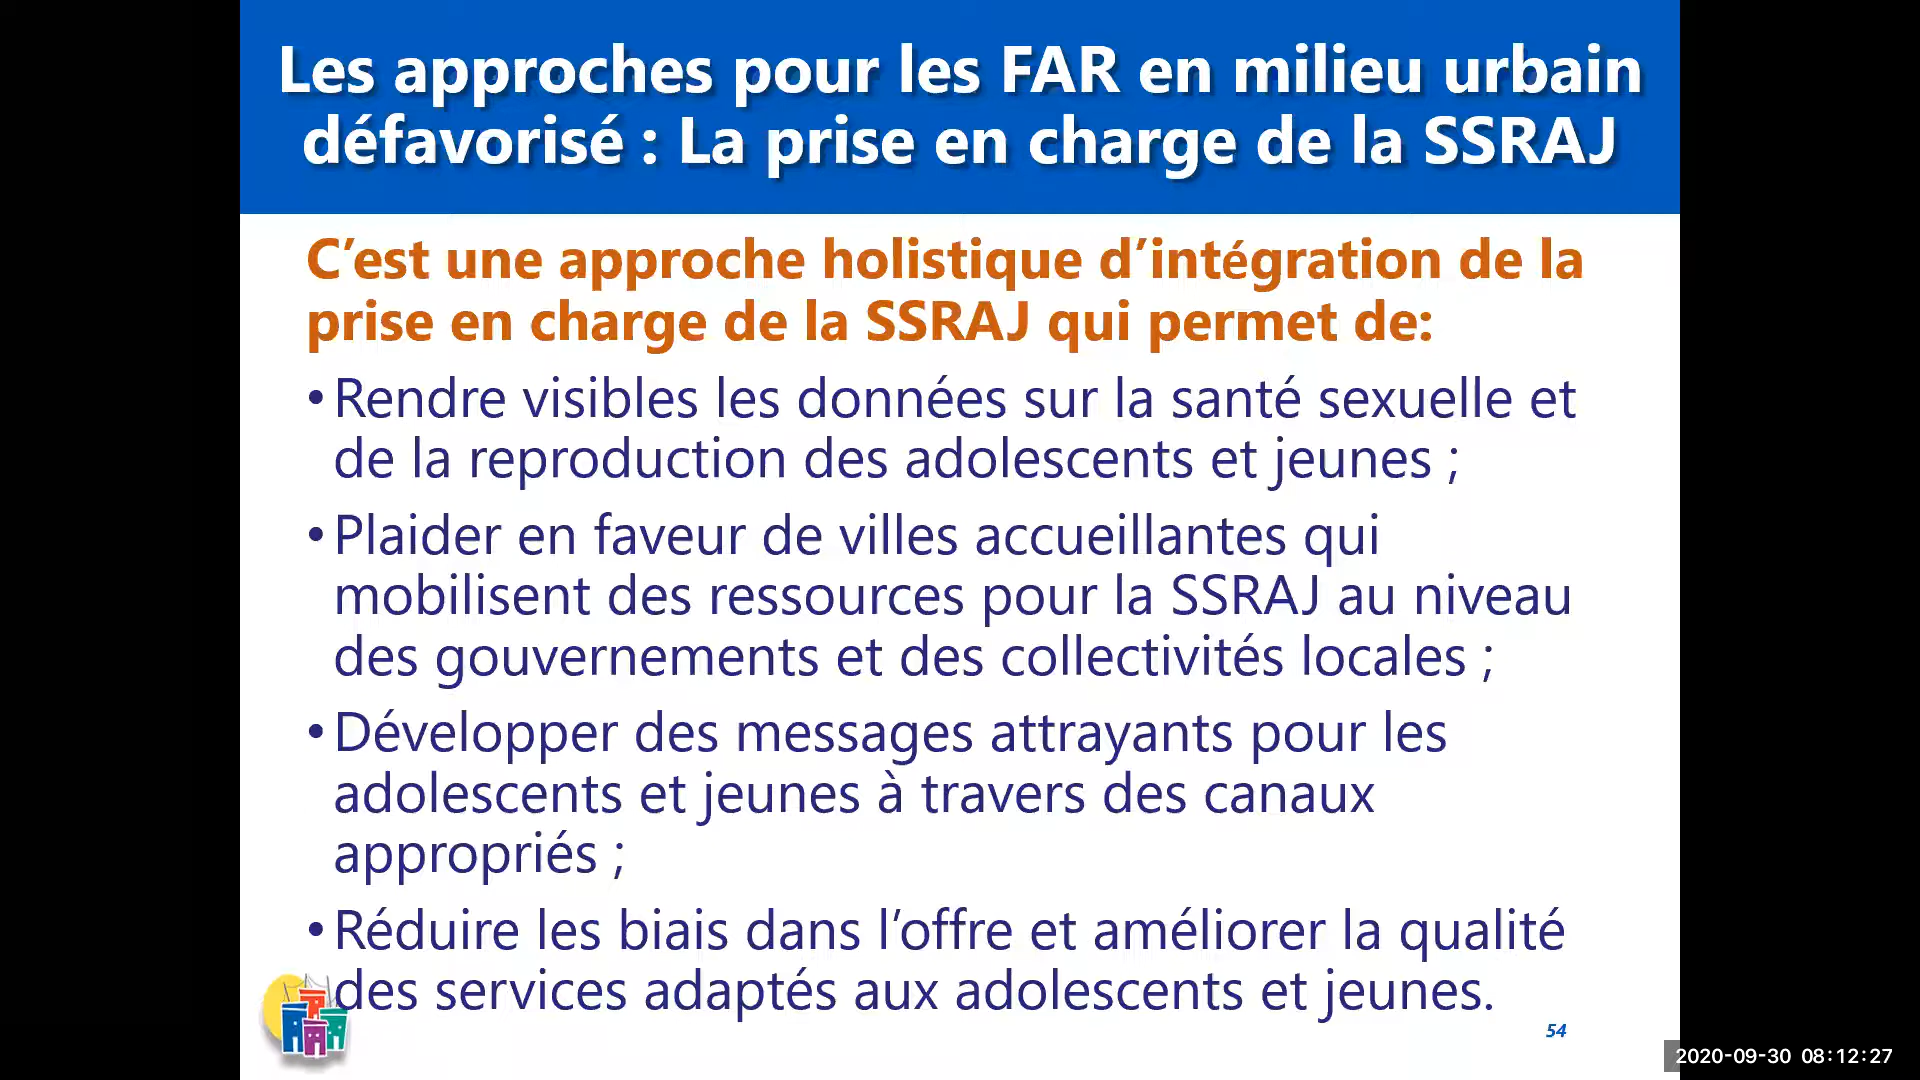 Les approches pour les FAR en milieu urbain
défavorisé : La prise en charge de la SSRAJ
C’est une approche holistique d’intégration de la
prise en charge de la SSRAJ qui permet de:
•Rendre visibles les données sur la santé sexuelle et
de la reproduction des adolescents et jeunes ;
•Plaider en faveur de villes accueillantes qui
mobilisent des ressources pour la SSRAJ au niveau
des gouvernements et des collectivités locales ;
•Développer des messages attrayants pour les
adolescents et jeunes à travers des canaux
appropriés ;
•Réduire les biais dans l’offre et améliorer la qualité
des services adaptés aux adolescents et jeunes.
54
2020-09-30 08:12:27